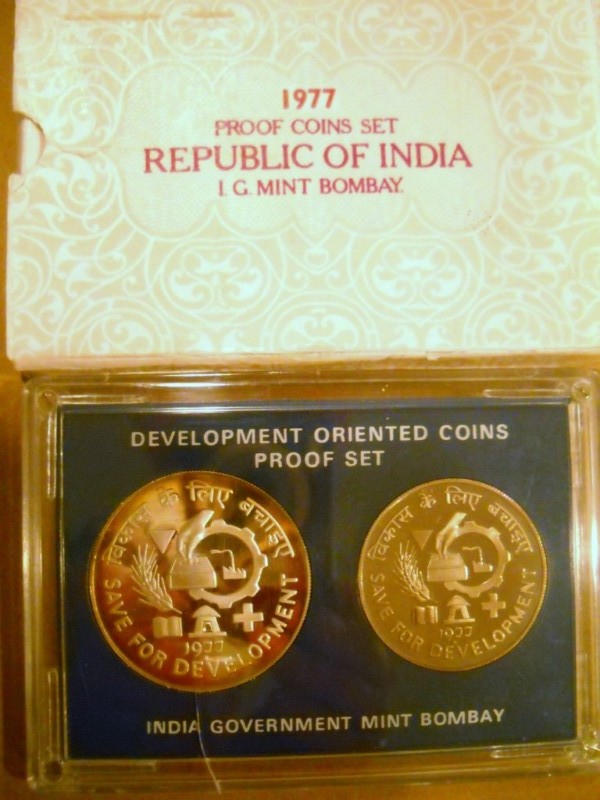 1977
PROOF COINS SET
REPUBLIC OF INDIA
I. G. MINT BOMBAY.
DEVELOPMENT ORIENTED COINS
PROOF SET
विकास के लिए बचाइए
SAVE FOR DEVELOPMENT
1977
विकास के लिए बचाइए
SAVE FOR DEVELOPMENT
1977
INDIA GOVERNMENT MINT BOMBAY